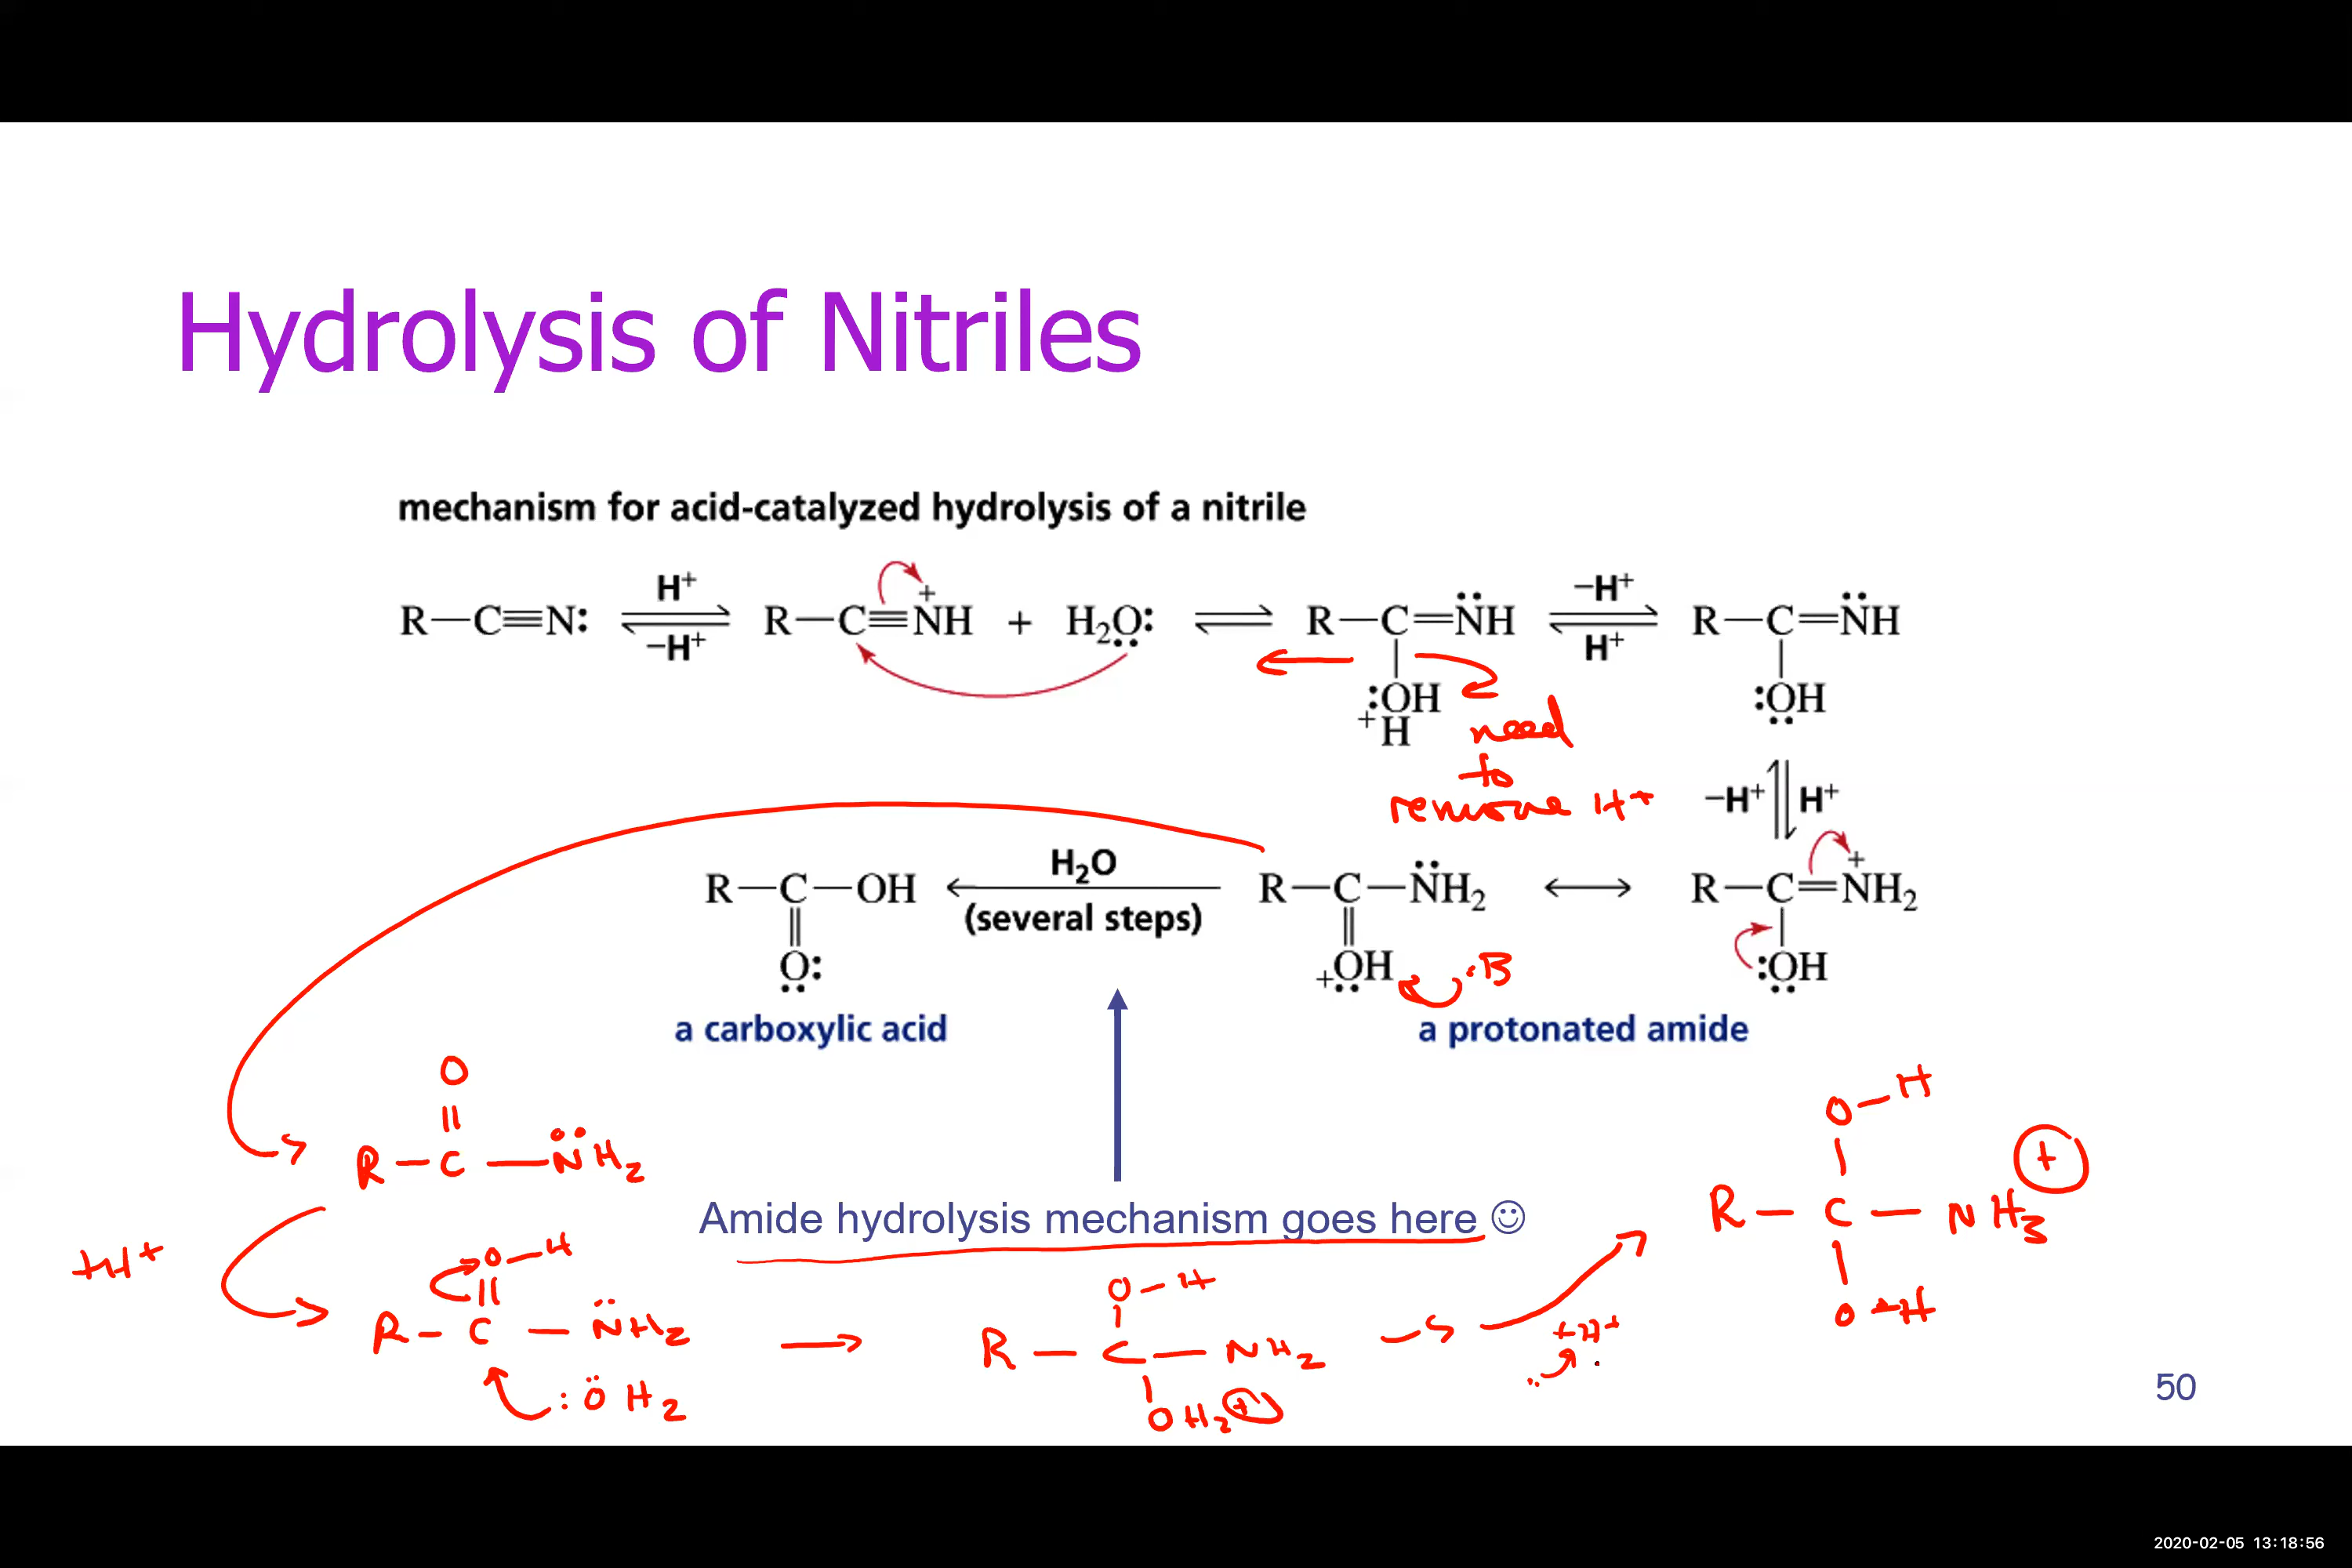 Hydrolysis of Nitriles
mechanism for acid-catalyzed hydrolysis of a nitrile
R—C≡N: H⁺ −H⁺ R—C≡NH + + H₂O: R—C=NH −H⁺ H⁺ R—C=NH
:OH
+H
:OH
need
to
remove H+
−H⁺ H⁺
R—C—OH H₂O R—C—NH₂ ⟷ R—C=NH₂ +
(several steps)
O: +OH :B :OH
a carboxylic acid
a protonated amide
O
||
R – C – NH₂
O – H
|
R – C – NH₃ +
|
O – H
Amide hydrolysis mechanism goes here ☺
+H+
O – H
||
R – C – NH₂
:OH₂
→
O – H
|
R – C – NH₂
|
OH₂ +
→
+H+
50
2020-02-05 13:18:56